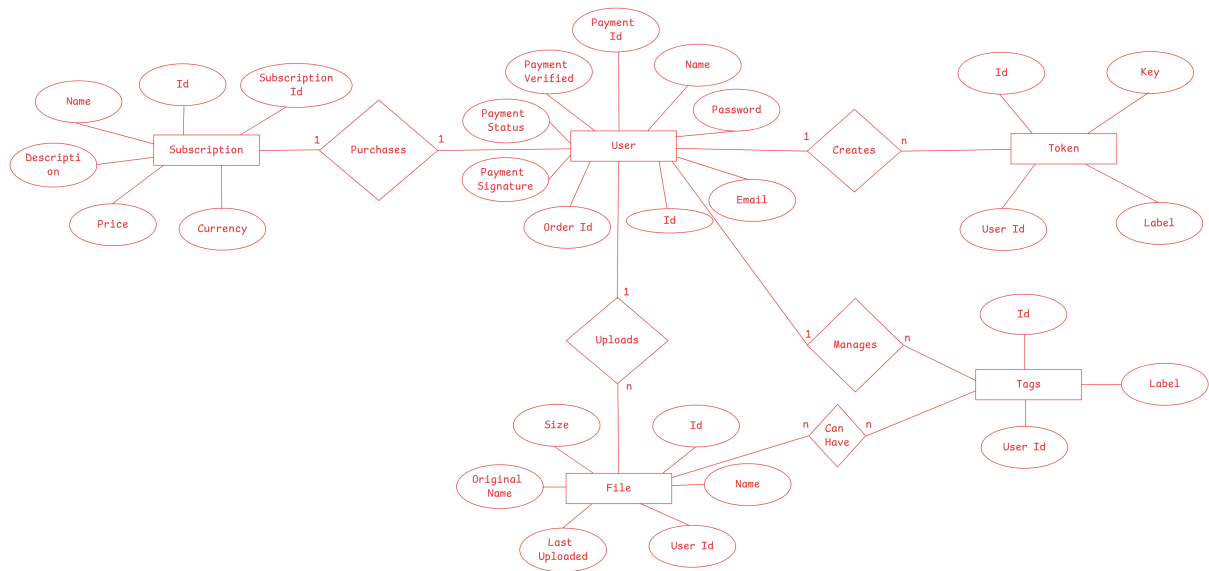 Payment
Id
Payment
Verified
Name
Id
Subscription
Id
Name
Payment
Status
Password
Id
Key
Subscription
1
Purchases
1
User
1
Creates
n
Token
Descripti
on
Payment
Signature
Price
Currency
Order Id
Id
Email
User Id
Label
1
Uploads
n
1
Manages
n
Id
Tags
Label
User Id
n
Can
Have
n
Size
Id
Original
Name
File
Name
Last
Uploaded
User Id